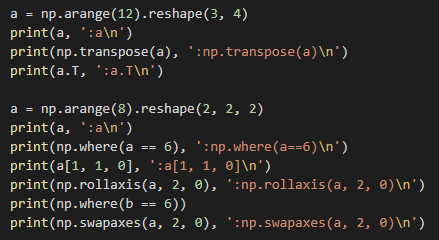 a = np.arange(12).reshape(3, 4)
print(a, ':a\n')
print(np.transpose(a), ':np.transpose(a)\n')
print(a.T, ':a.T\n')
a = np.arange(8).reshape(2, 2, 2)
print(a, ':a\n')
print(np.where(a == 6), ':np.where(a==6)\n')
print(a[1, 1, 0], ':a[1, 1, 0]\n')
print(np.rollaxis(a, 2, 0), ':np.rollaxis(a, 2, 0)\n')
print(np.where(b == 6))
print(np.swapaxes(a, 2, 0), ':np.swapaxes(a, 2, 0)\n')